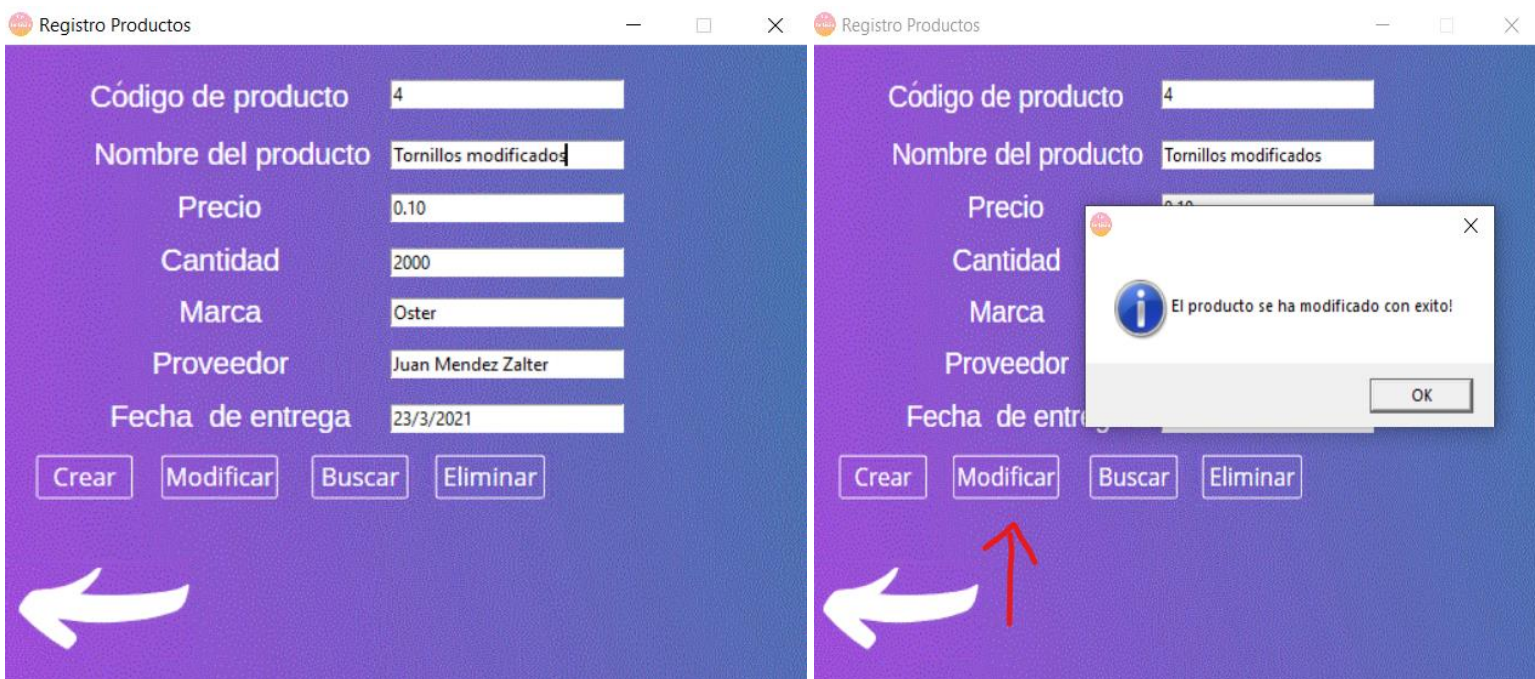 Registro Productos
Código de producto 4
Nombre del producto Tornillos modificados
Precio 0.10
Cantidad 2000
Marca Oster
Proveedor Juan Mendez Zalter
Fecha de entrega 23/3/2021
Crear Modificar Buscar Eliminar
Registro Productos
Código de producto 4
Nombre del producto Tornillos modificados
Precio
Cantidad
Marca
Proveedor
Fecha de entre
El producto se ha modificado con exito!
OK
Crear Modificar Buscar Eliminar